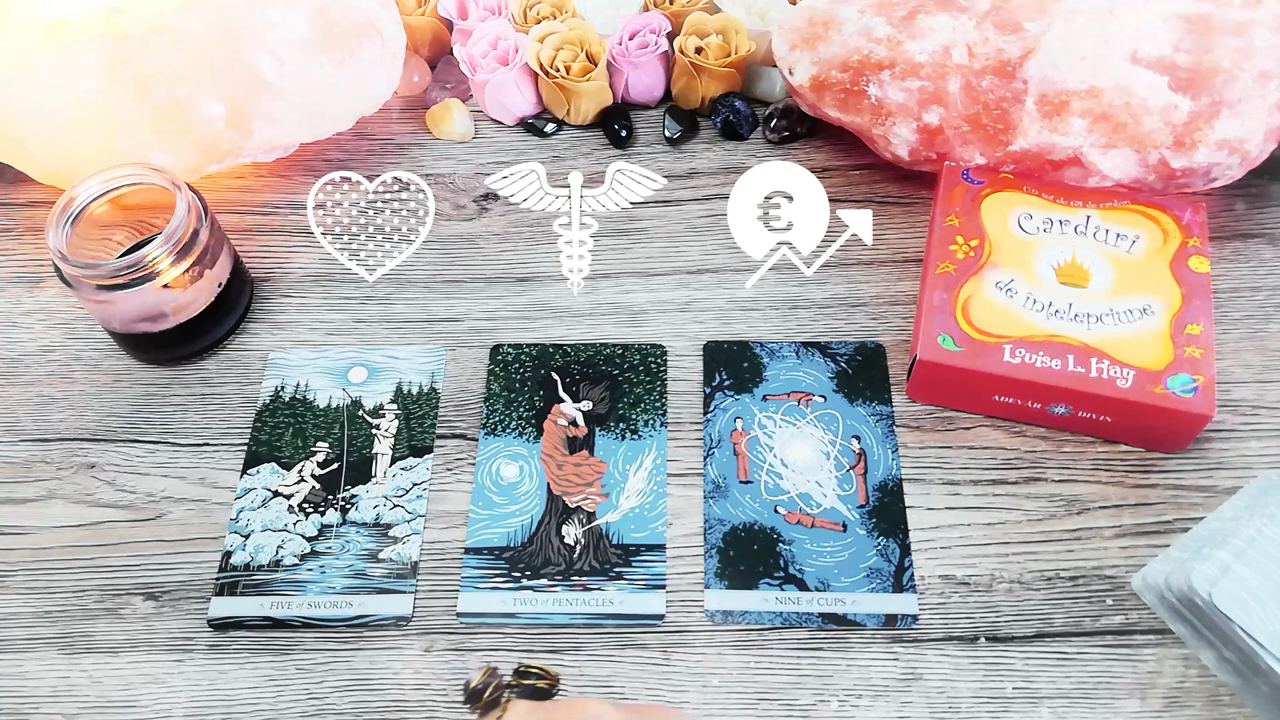 Un set de 64 de carduri
Carduri
de înțelepciune
Louise L. Hay
ADEVĂR DIVIN
FIVE of SWORDS
TWO of PENTACLES
NINE of CUPS
€